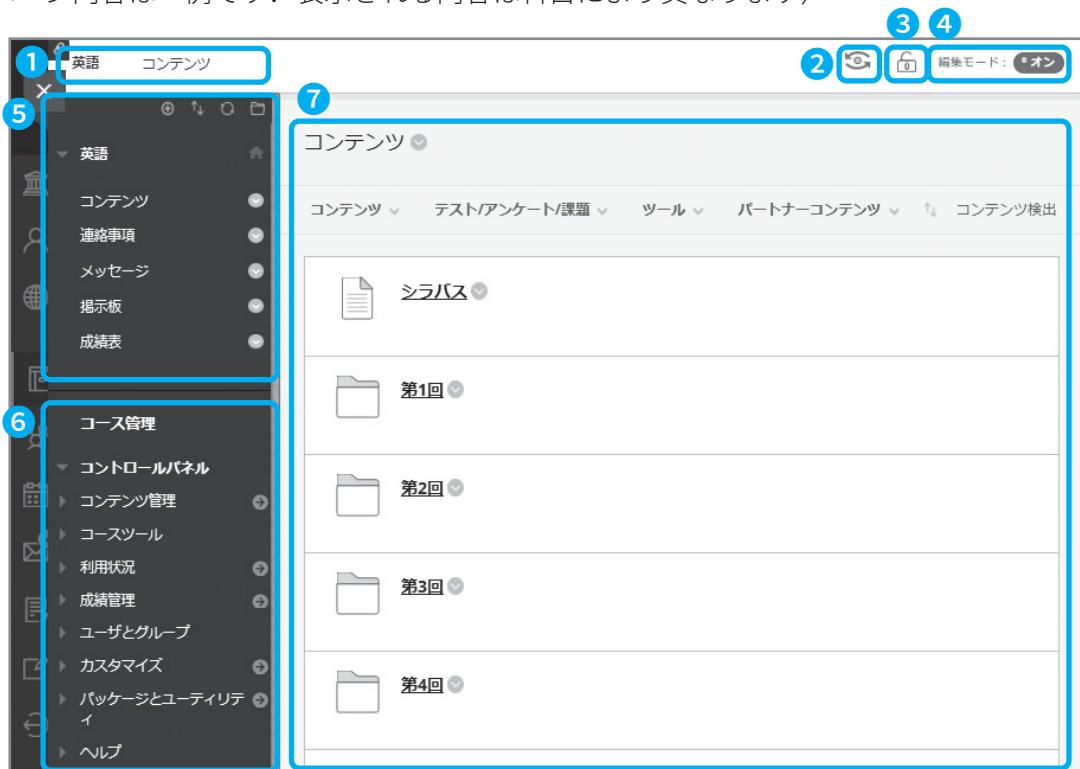 3 4
1 英語 コンテンツ 2 編集モード： オン
5 7
英語
コンテンツ
連絡事項
メッセージ
掲示板
成績表
6 コース管理
コントロールパネル
コンテンツ管理
コースツール
利用状況
成績管理
ユーザとグループ
カスタマイズ
パッケージとユーティリテ
ィ
ヘルプ
コンテンツ
コンテンツ テスト/アンケート/課題 ツール パートナーコンテンツ コンテンツ検出
シラバス
第1回
第2回
第3回
第4回